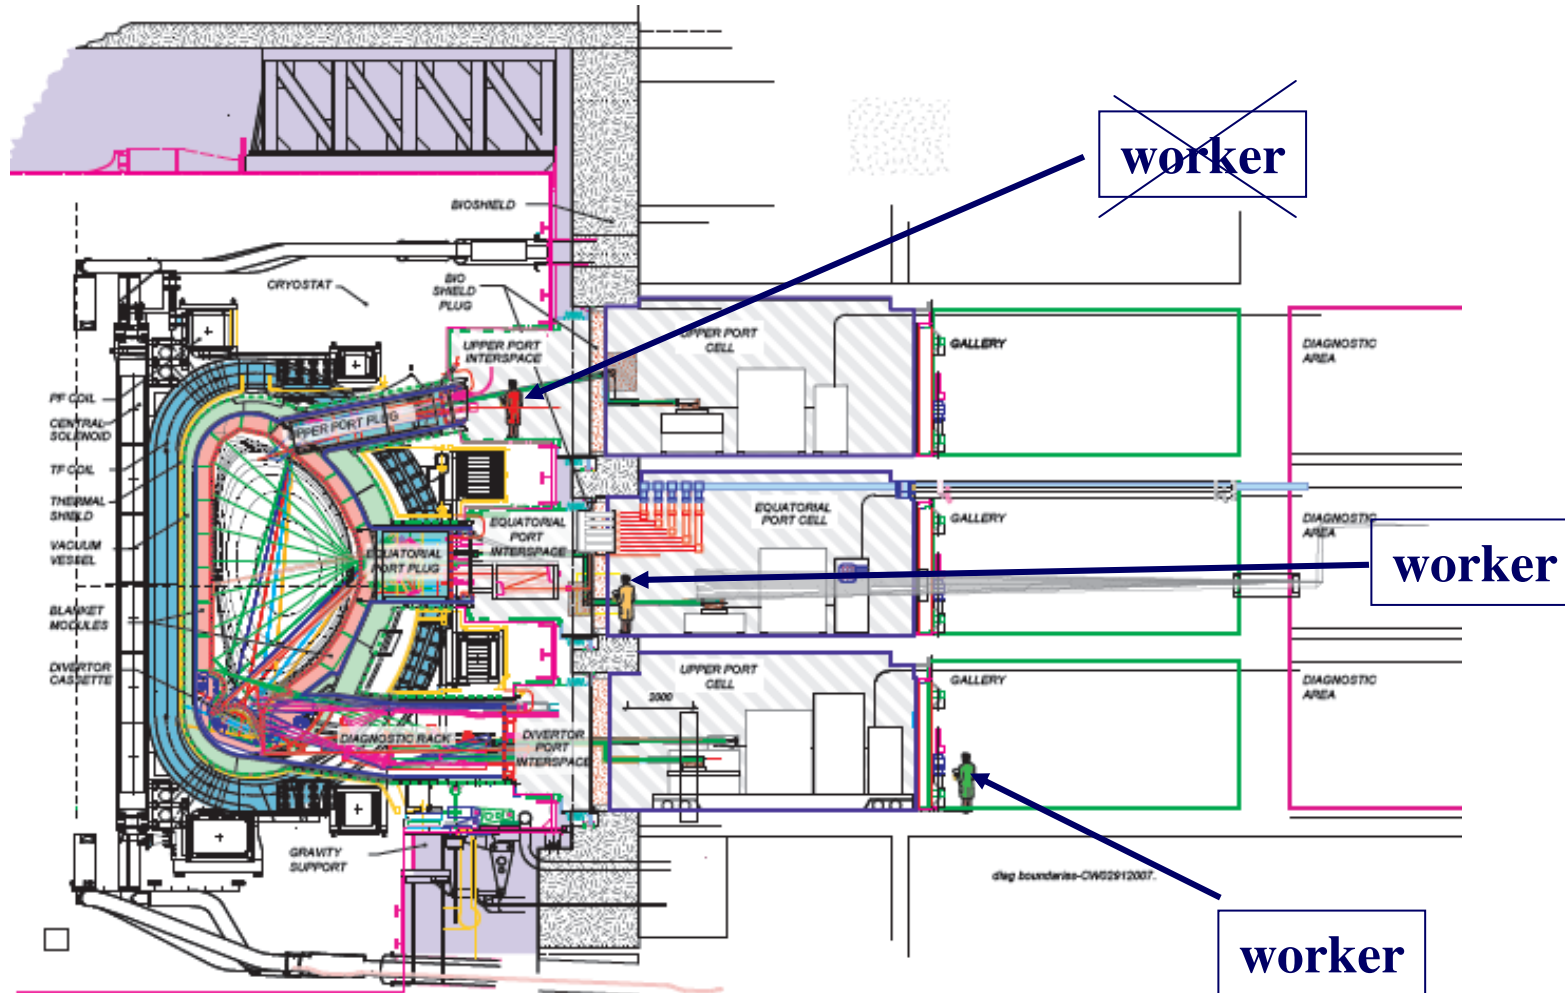 worker
BIOSHIELD
BIO
SHIELD
PLUG
CRYOSTAT
UPPER PORT
INTERSPACE
UPPER PORT
CELL
GALLERY
DIAGNOSTIC
AREA
PF COIL
CENTRAL
SOLENOID
UPPER PORT PLUG
TF COIL
THERMAL
SHIELD
VACUUM
VESSEL
EQUATORIAL
PORT
INTERSPACE
EQUATORIAL
PORT CELL
GALLERY
DIAGNOSTIC
AREA
EQUATORIAL
PORT PLUG
worker
BLANKET
MODULES
DIVERTOR
CASSETTE
UPPER PORT
CELL
GALLERY
DIAGNOSTIC
AREA
2000
DIAGNOSTIC RACK
DIVERTOR
PORT
INTERSPACE
GRAVITY
SUPPORT
diag boundaries-CW02912007.
worker